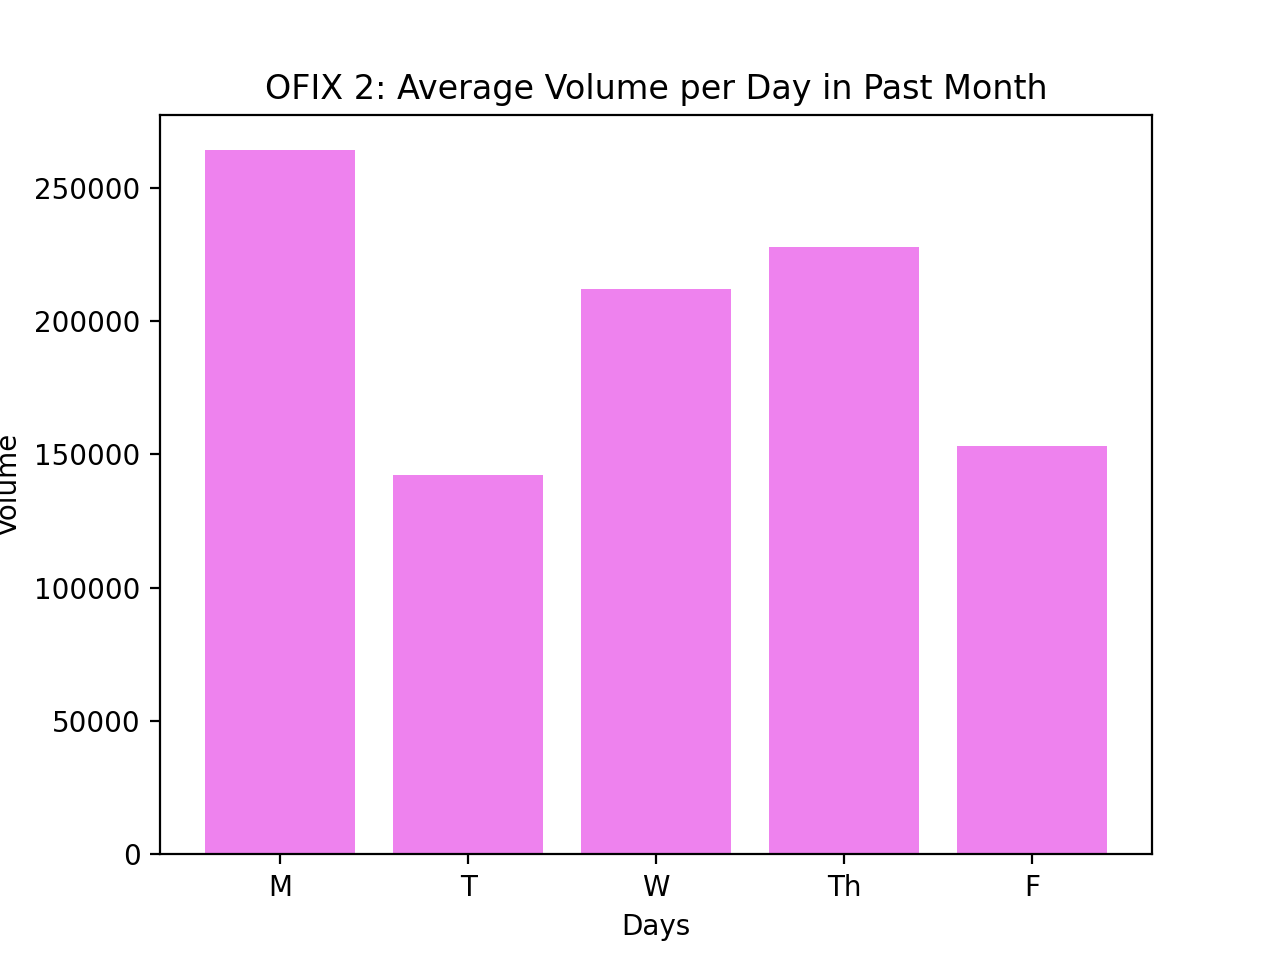 OFIX 2: Average Volume per Day in Past Month
Volume
250000
200000
150000
100000
50000
0
M T W Th F
Days